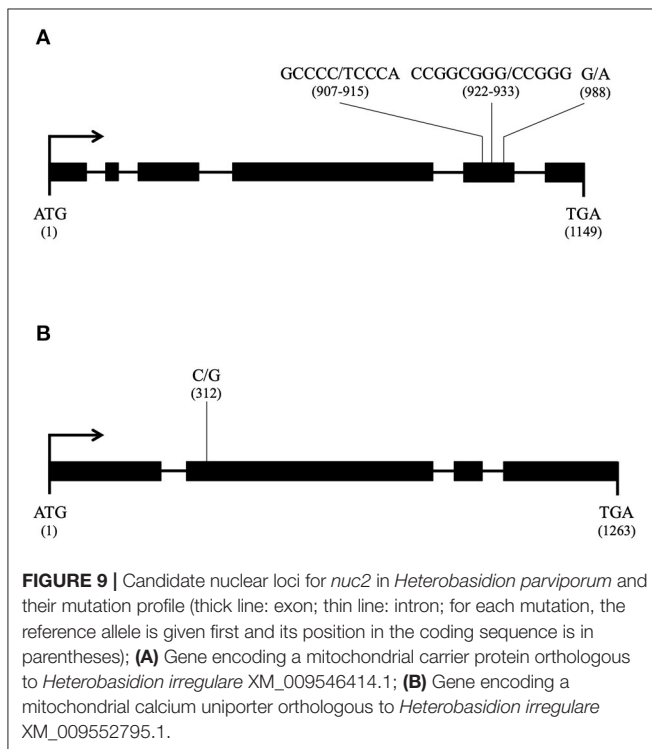 A
GCCCC/TCCCA CCGGCGGG/CCGGGG G/A
(907-915) (922-933) (988)
ATG TGA
(1) (1149)
B
C/G
(312)
ATG TGA
(1) (1263)
FIGURE 9 | Candidate nuclear loci for nuc2 in Heterobasidion parviporum and
their mutation profile (thick line: exon; thin line: intron; for each mutation, the
reference allele is given first and its position in the coding sequence is in
parentheses); (A) Gene encoding a mitochondrial carrier protein orthologous
to Heterobasidion irregulare XM_009546414.1; (B) Gene encoding a
mitochondrial calcium uniporter orthologous to Heterobasidion irregulare
XM_009552795.1.